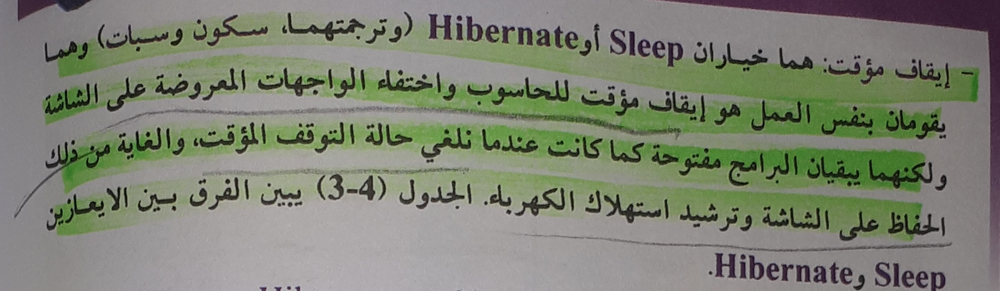 - إيقاف مؤقت: هما خياران Sleep أو Hibernate (وترجمتهما، سكون وسبات) وهما
يقومان بنفس العمل هو إيقاف مؤقت للحاسوب واختفاء الواجهات المعروضة على الشاشة
ولكنهما يبقيان البرامج مفتوحة كما كانت عندما نلغي حالة التوقف المؤقت، والغاية من ذلك
الحفاظ على الشاشة وترشيد استهلاك الكهرباء. الجدول (4-3) يبين الفرق بين الايعازين
Sleep وHibernate.